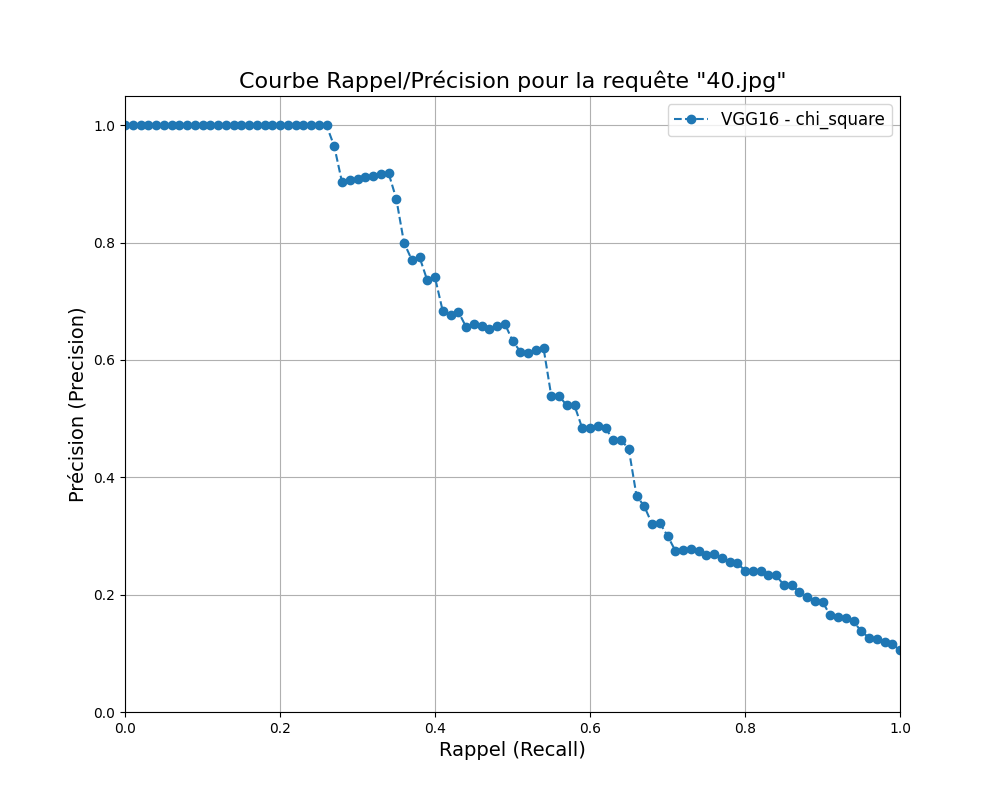 Courbe Rappel/Précision pour la requête "40.jpg"
VGG16 - chi_square
Précision (Precision)
1.0
0.8
0.6
0.4
0.2
0.0
0.0 0.2 0.4 0.6 0.8 1.0
Rappel (Recall)